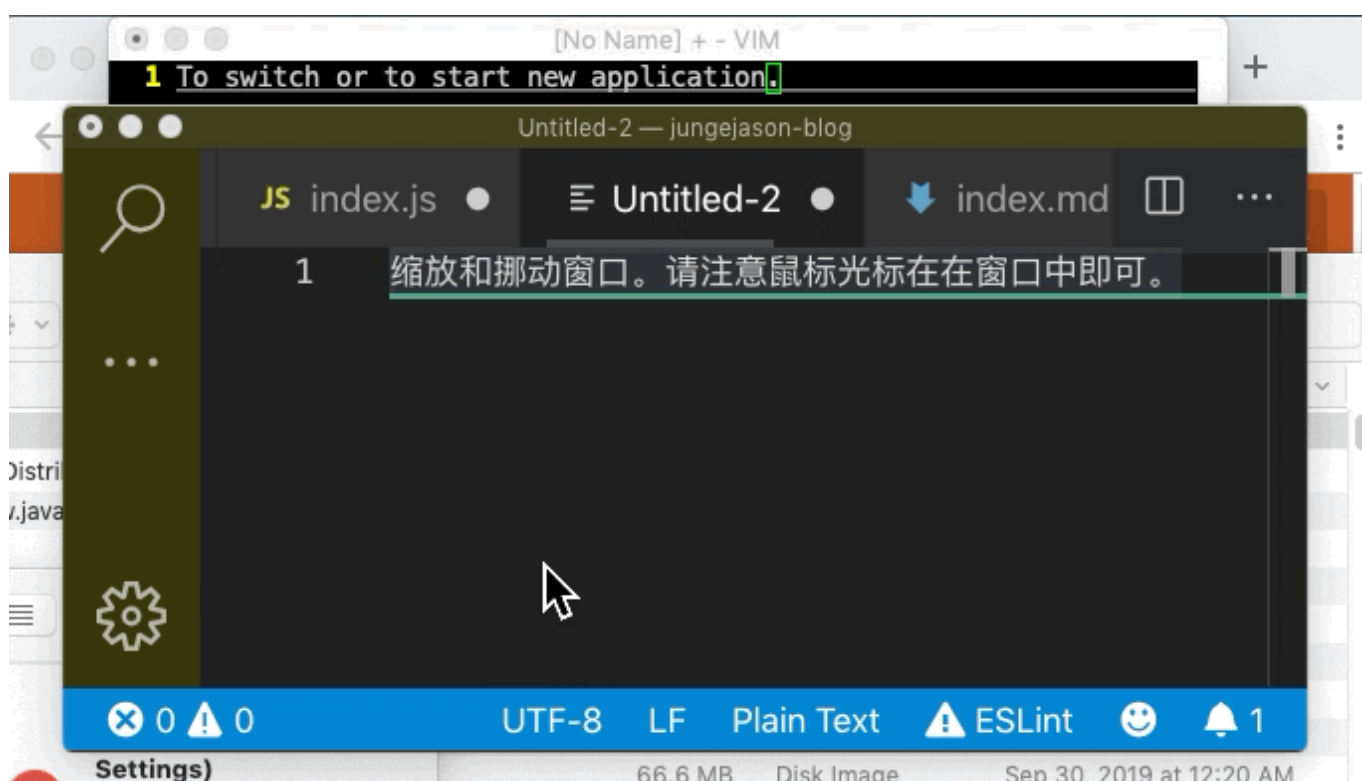 [No Name] + - VIM
1 To switch or to start new application.
Untitled-2 — jungejason-blog
JS index.js Untitled-2 index.md
1 缩放和挪动窗口。请注意鼠标光标在在窗口中即可。
Distri
v.java
0 0 UTF-8 LF Plain Text ESLint 1
Settings)
66.6 MB Disk Image Sep 30, 2019 at 12:20 AM